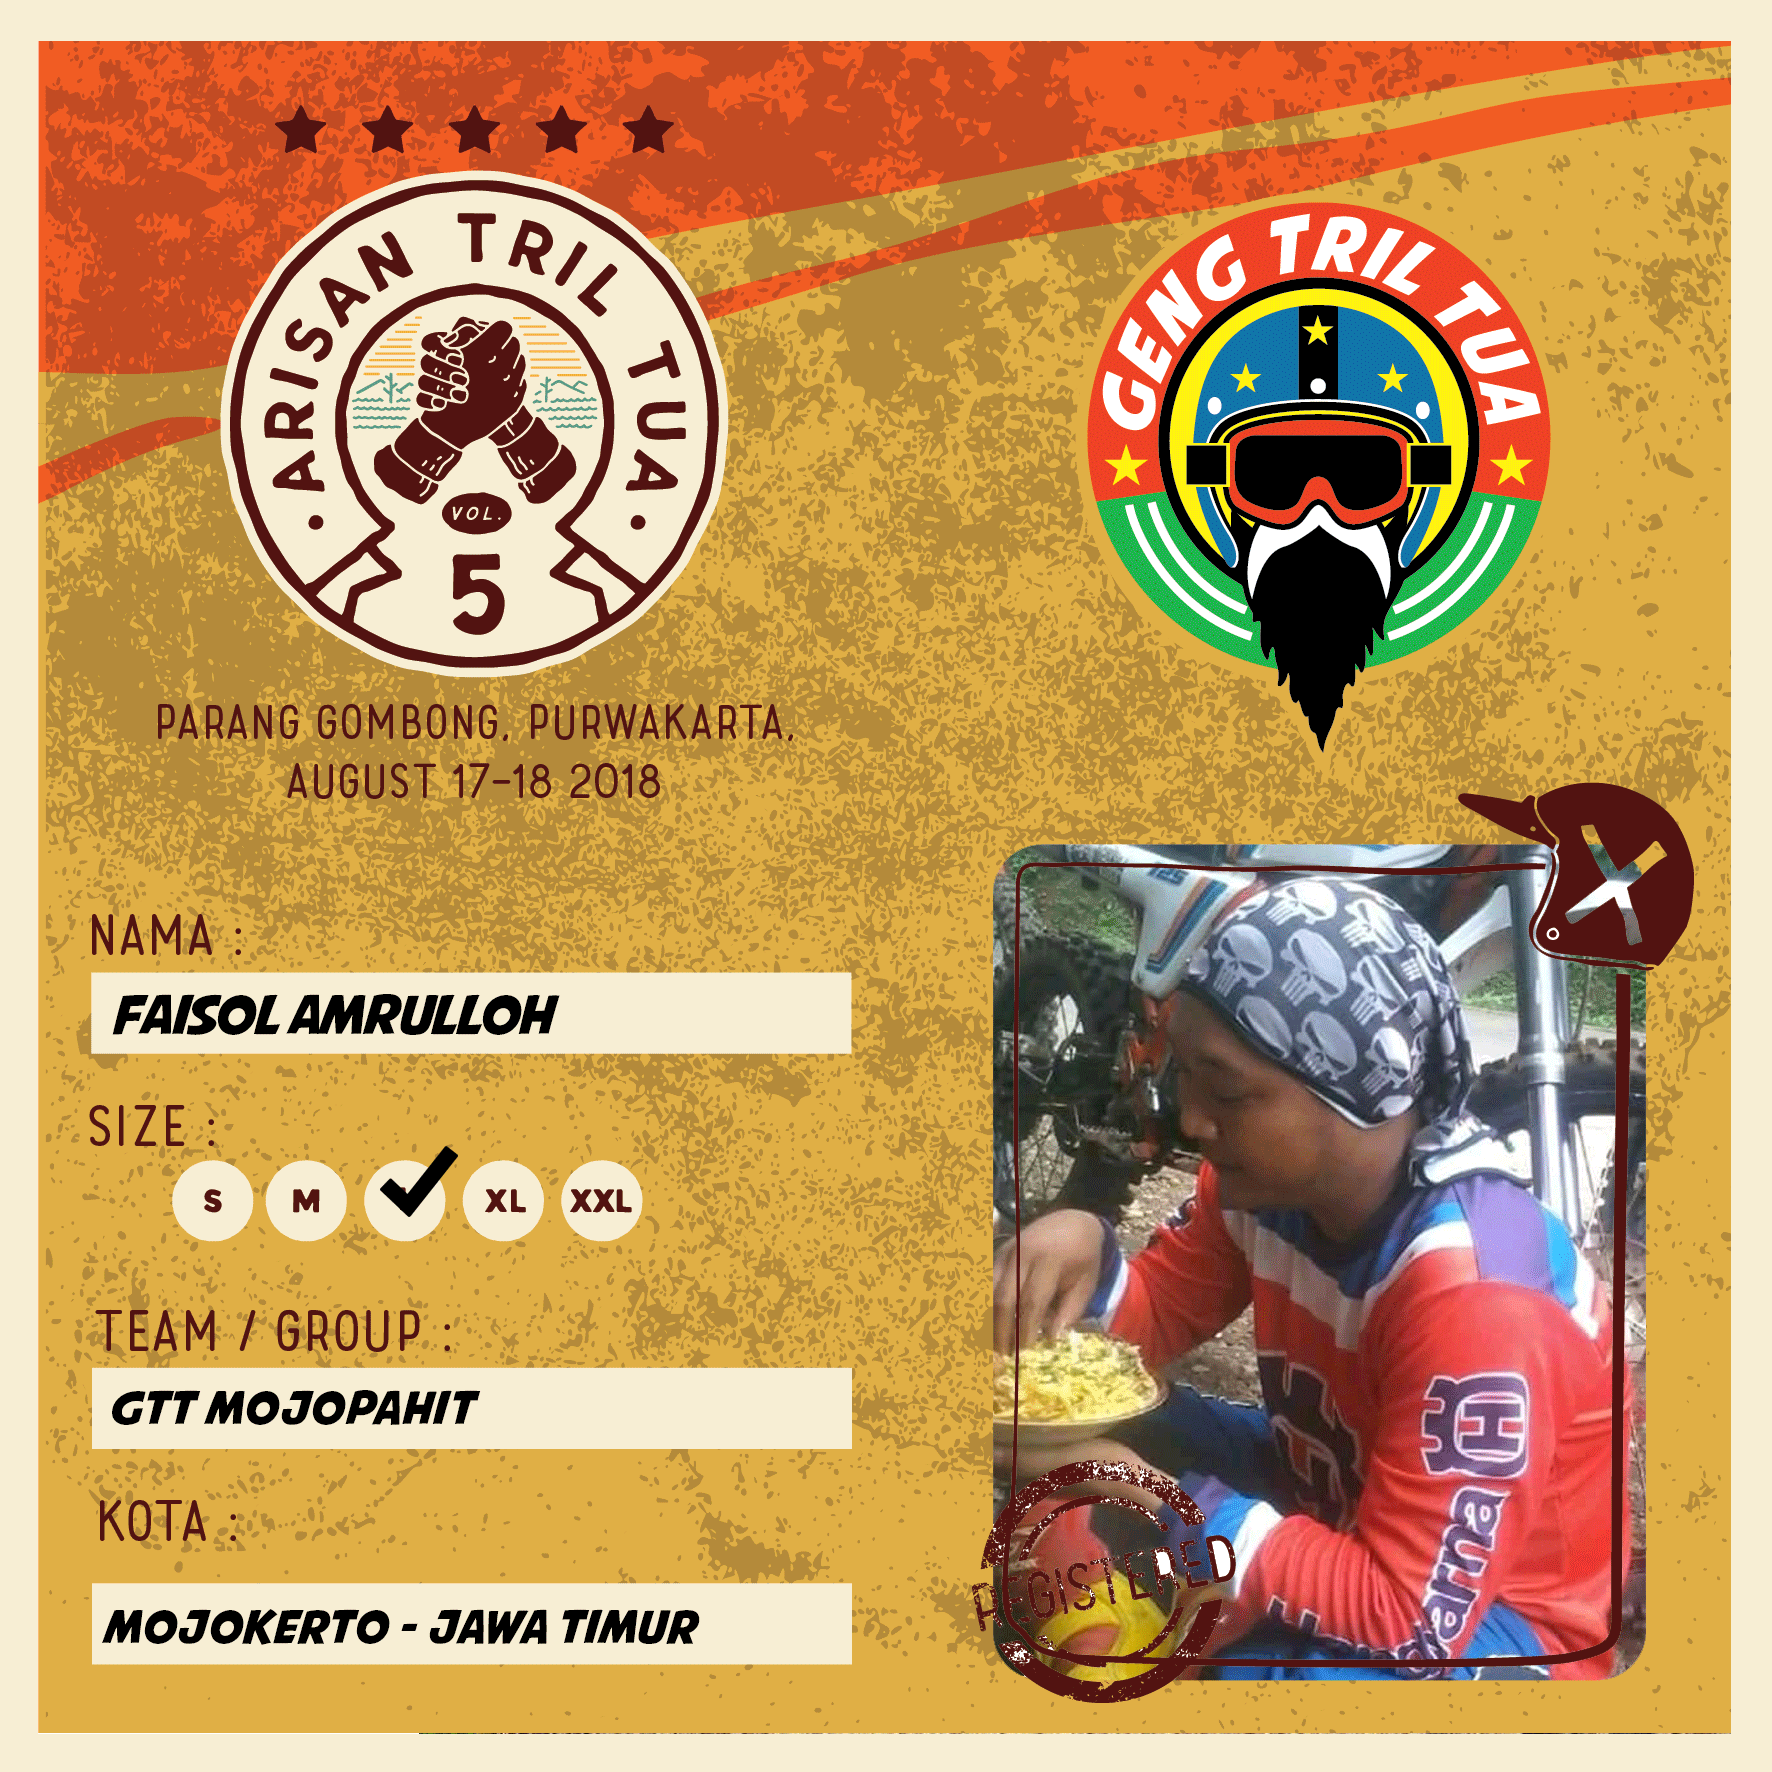 ARISAN TRIL TUA
VOL.
5
PARANG GOMBONG, PURWAKARTA,
AUGUST 17-18 2018
GENG TRIL TUA
NAMA :
FAISOL AMRULLOH
SIZE :
S M XL XXL
TEAM / GROUP :
GTT MOJOPAHIT
KOTA :
MOJOKERTO - JAWA TIMUR
REGISTERED